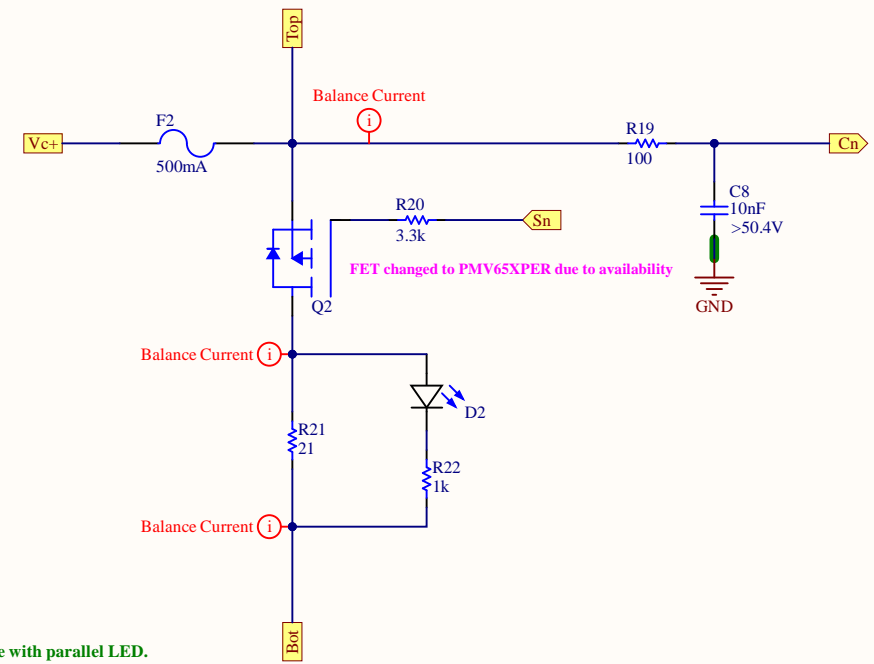 Top
Balance Current
i
F2
Vc+
500mA
R19
100
Cn
C8
10nF
>50.4V
R20
3.3k
Sn
FET changed to PMV65XPER due to availability
GND
Q2
Balance Current
i
D2
R21
21
R22
1k
Balance Current
i
Bot
e with parallel LED.